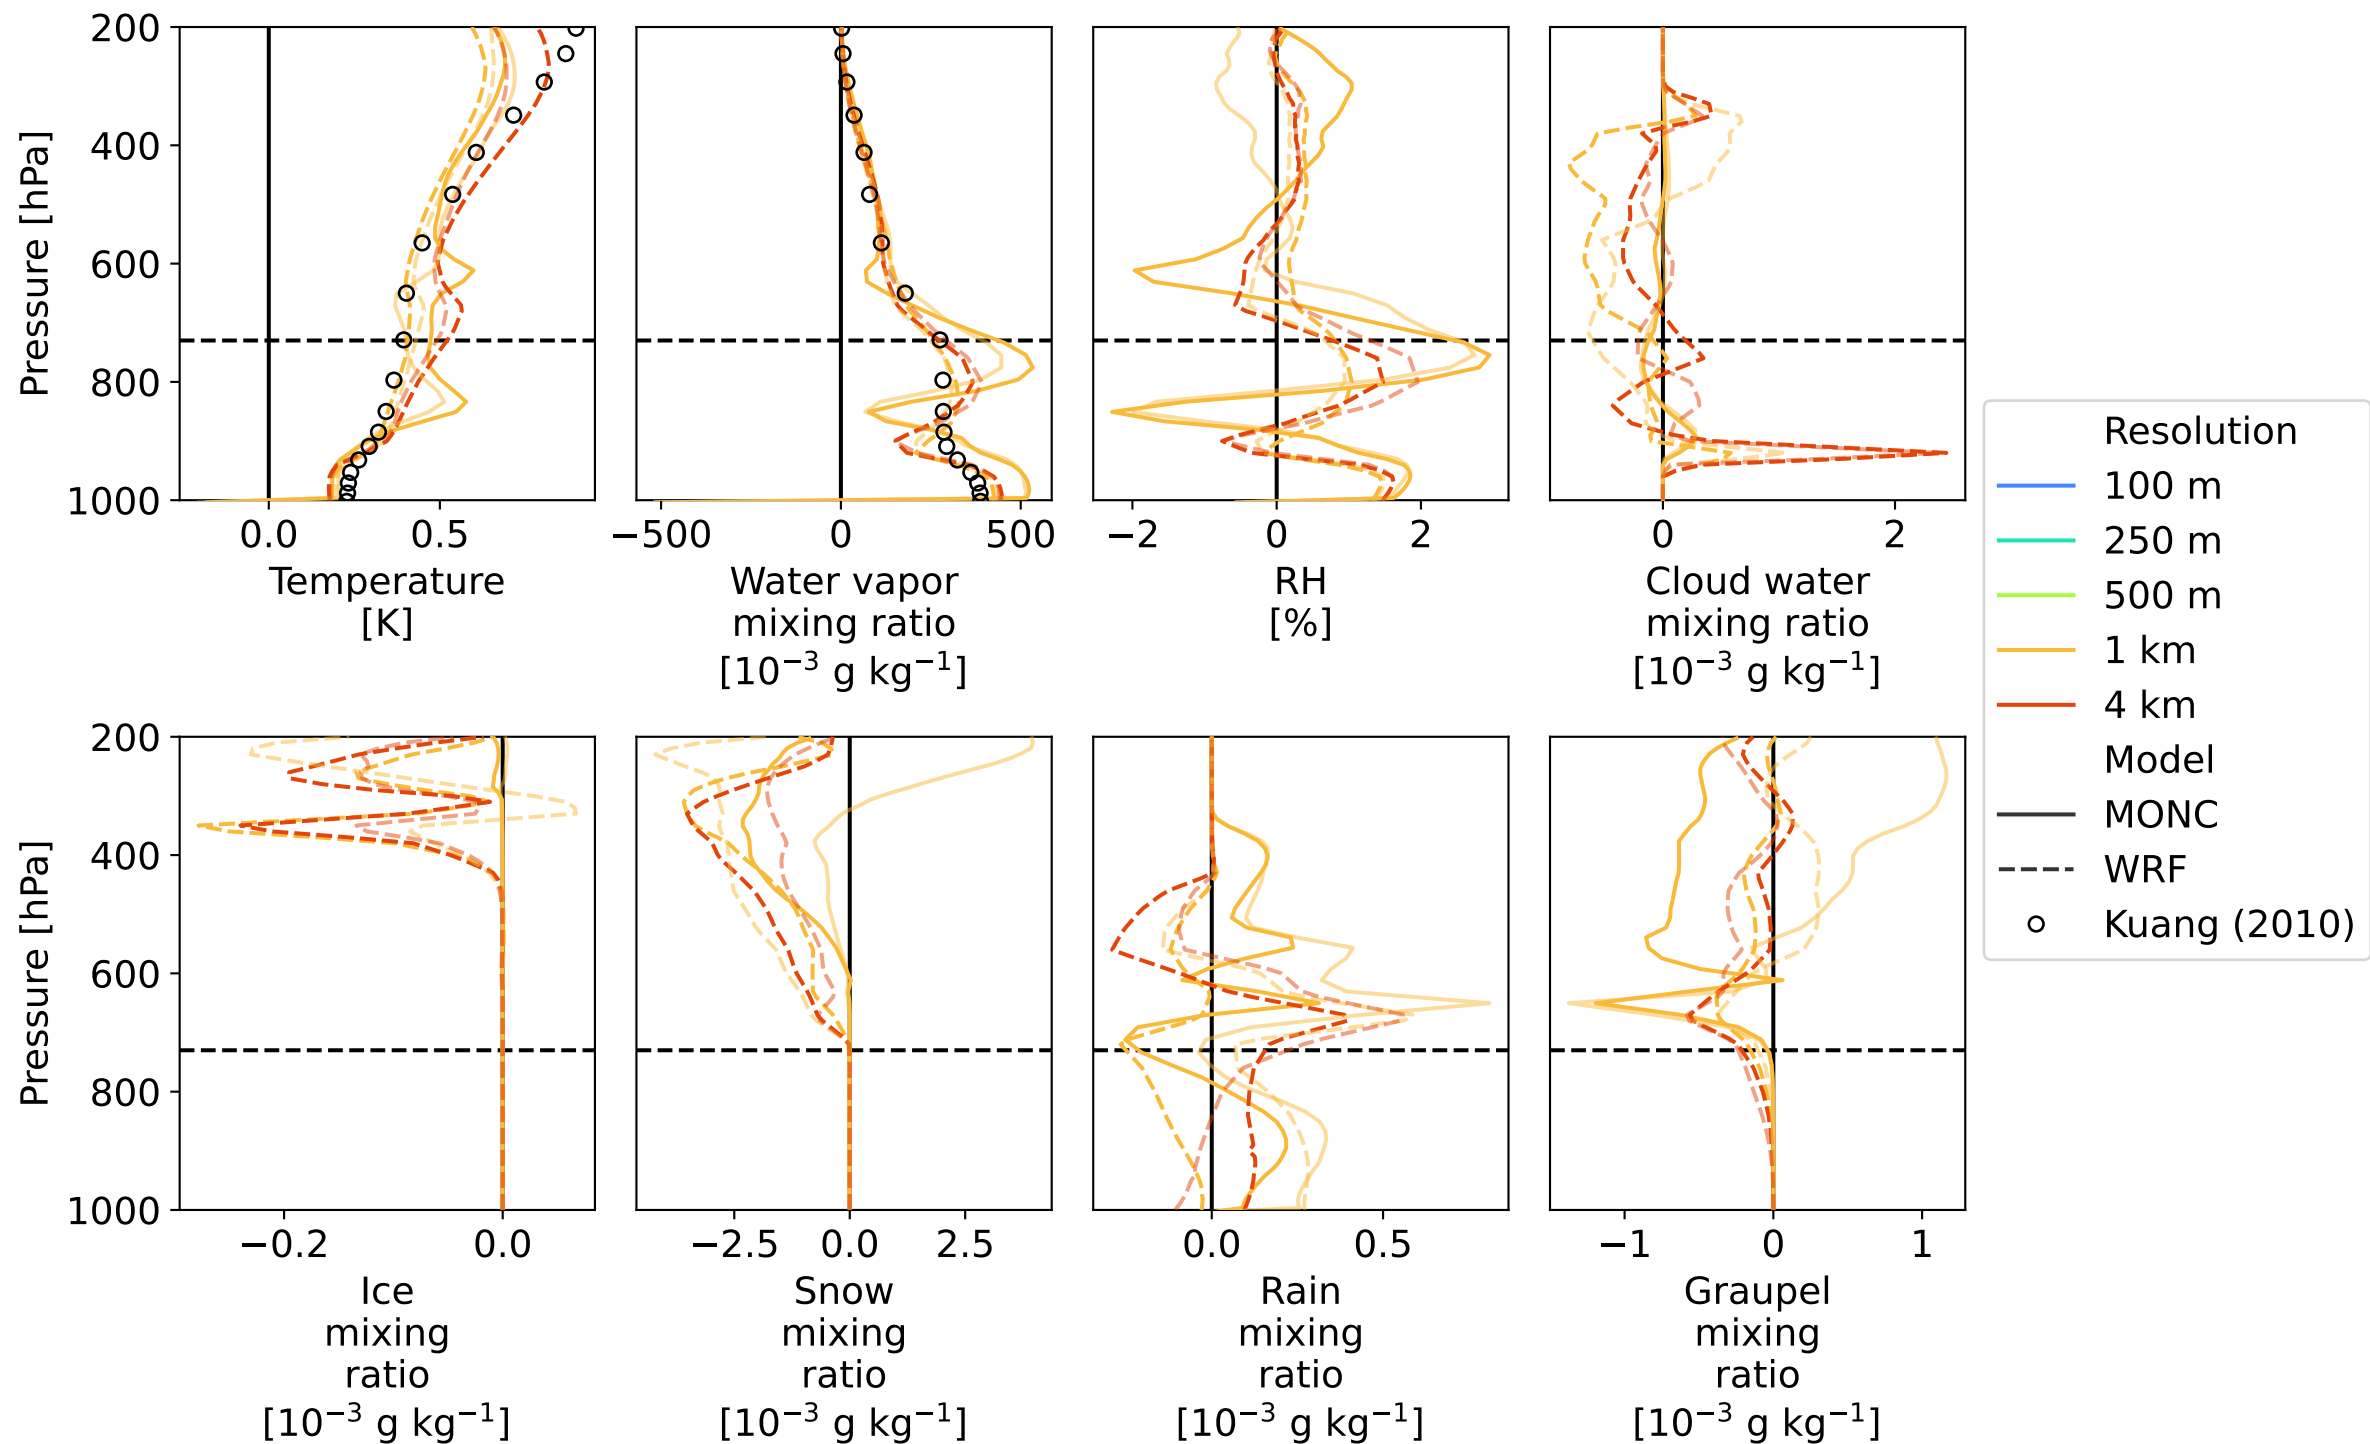 200
400
600
800
1000
Pressure [hPa]
0.0 0.5
Temperature
[K]
−500 0 500
Water vapor
mixing ratio
[10⁻³ g kg⁻¹]
−2 0 2
RH
[%]
0 2
Cloud water
mixing ratio
[10⁻³ g kg⁻¹]
200
400
600
800
1000
Pressure [hPa]
−0.2 0.0
Ice
mixing
ratio
[10⁻³ g kg⁻¹]
−2.5 0.0 2.5
Snow
mixing
ratio
[10⁻³ g kg⁻¹]
0.0 0.5
Rain
mixing
ratio
[10⁻³ g kg⁻¹]
−1 0 1
Graupel
mixing
ratio
[10⁻³ g kg⁻¹]
Resolution
100 m
250 m
500 m
1 km
4 km
Model
MONC
WRF
Kuang (2010)